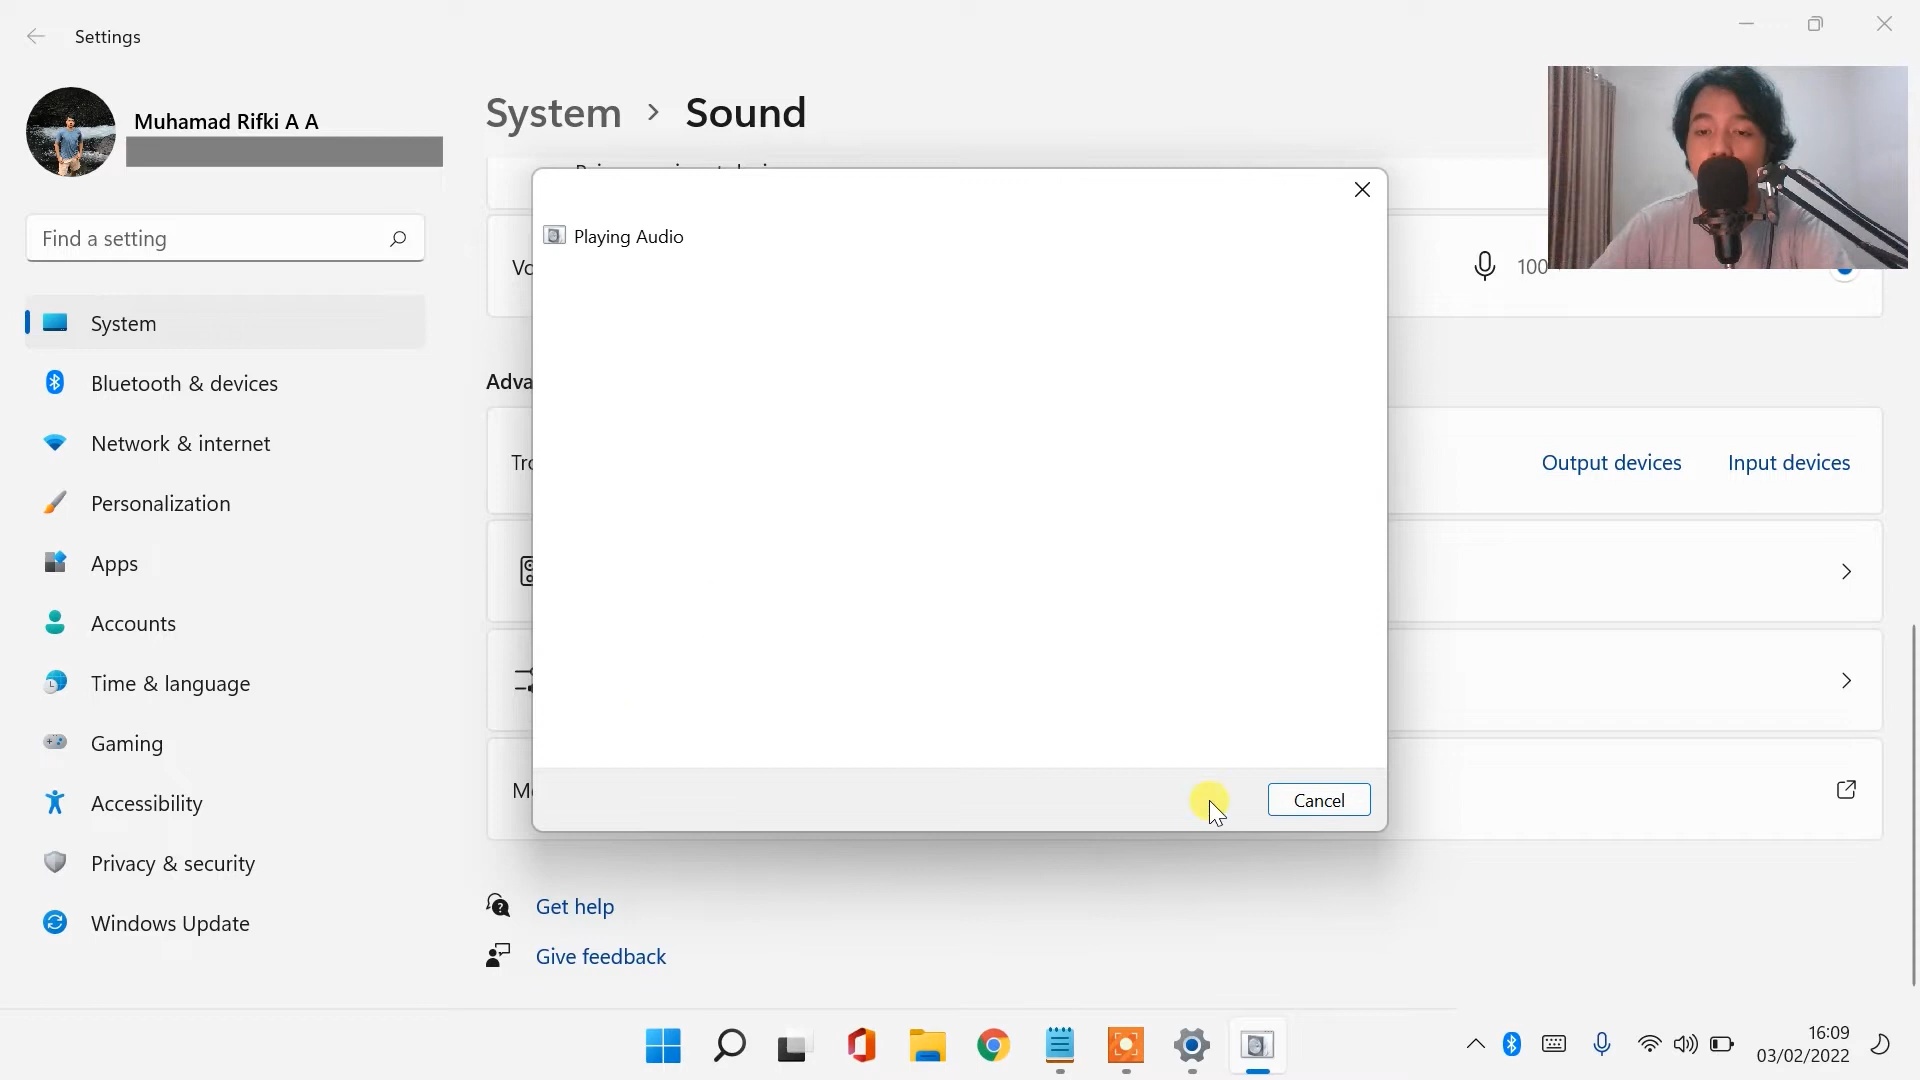 Settings
Muhamad Rifki A A
Find a setting
System
Bluetooth & devices
Network & internet
Personalization
Apps
Accounts
Time & language
Gaming
Accessibility
Privacy & security
Windows Update
System > Sound
Vo
100
Adva
Output devices
Input devices
Playing Audio
Cancel
Get help
Give feedback
16:09
03/02/2022